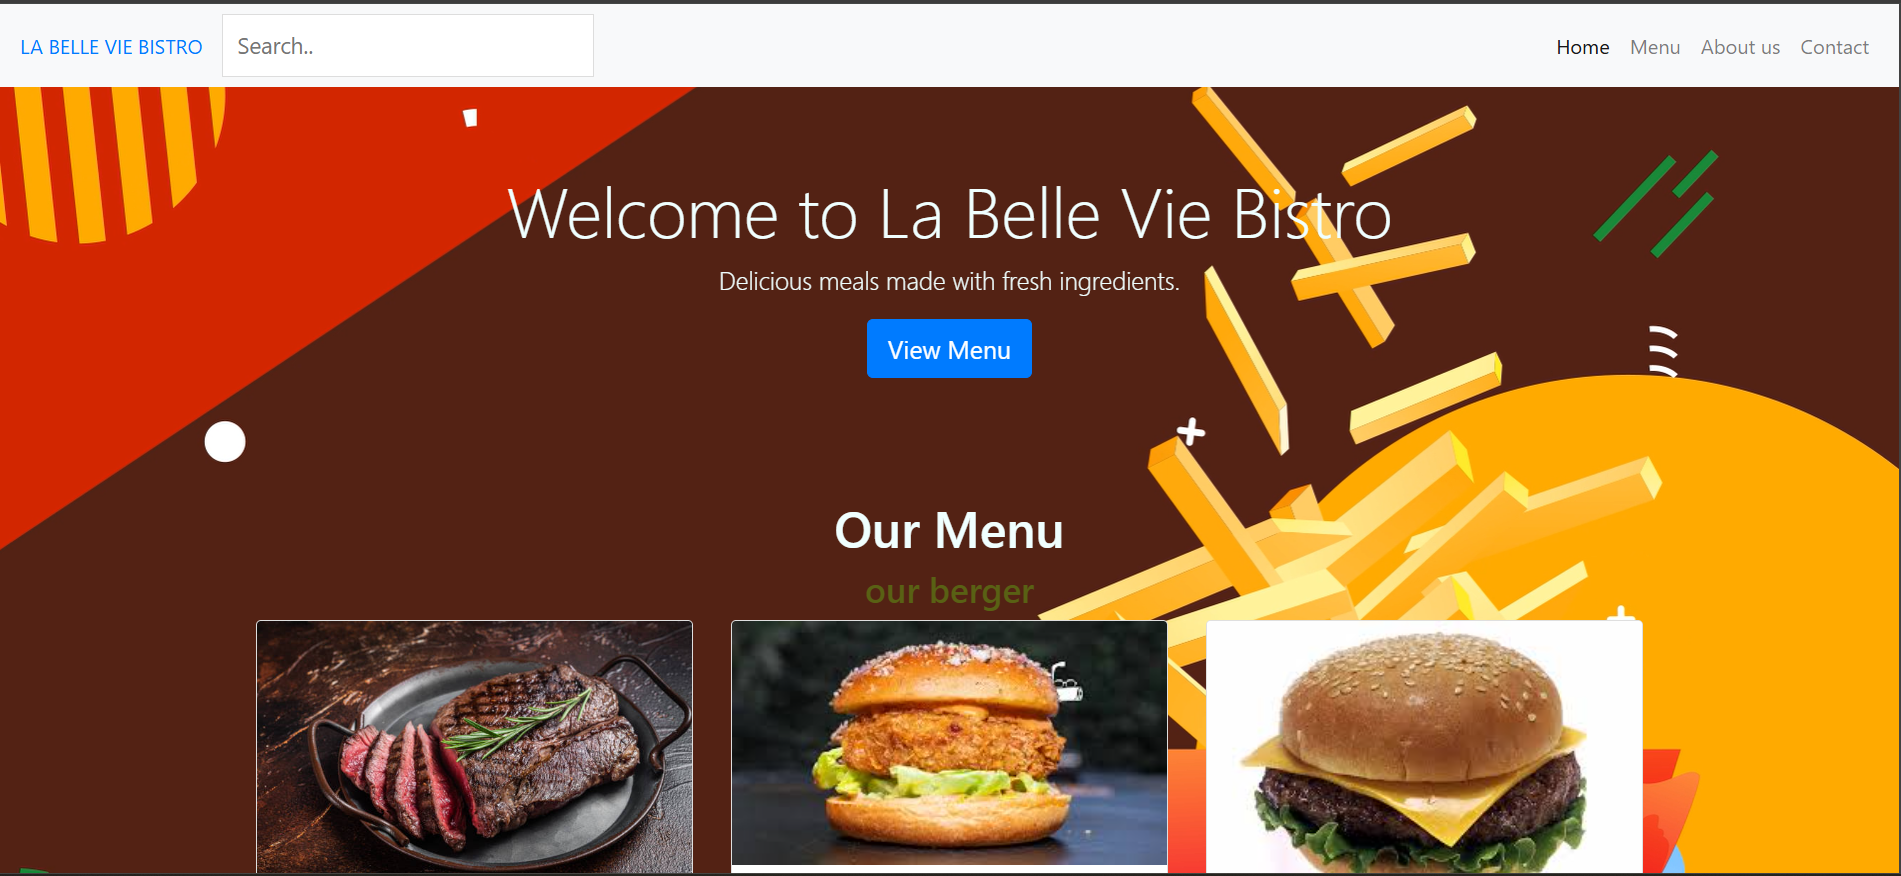 LA BELLE VIE BISTRO
Search..
Home Menu About us Contact
Welcome to La Belle Vie Bistro
Delicious meals made with fresh ingredients.
View Menu
Our Menu
our berger